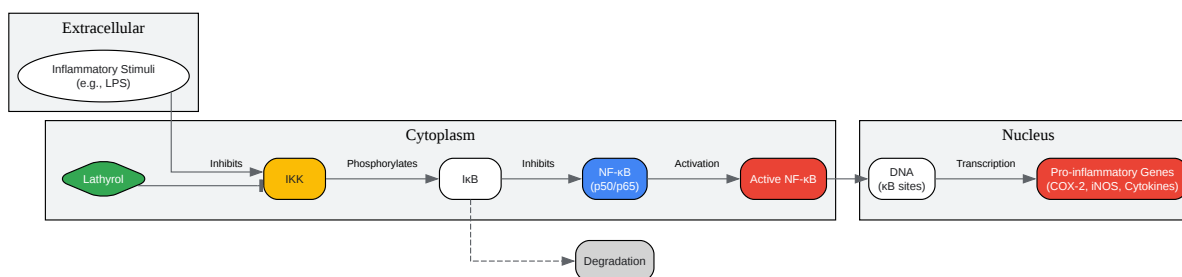 Extracellular
Inflammatory Stimuli
(e.g., LPS)
Cytoplasm
Nucleus
Lathyrol
Inhibits
IKK
Phosphorylates
IκB
Inhibits
NF-κB
(p50/p65)
Activation
Active NF-κB
DNA
(κB sites)
Transcription
Pro-inflammatory Genes
(COX-2, iNOS, Cytokines)
Degradation